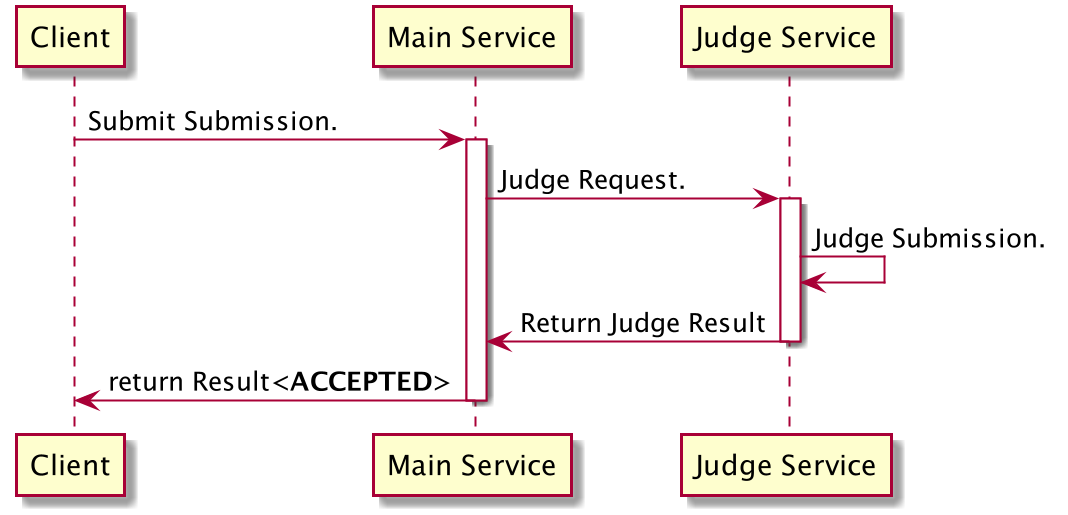 Client
Main Service
Judge Service
Submit Submission.
Judge Request.
Judge Submission.
Return Judge Result
return Result<ACCEPTED>
Client
Main Service
Judge Service